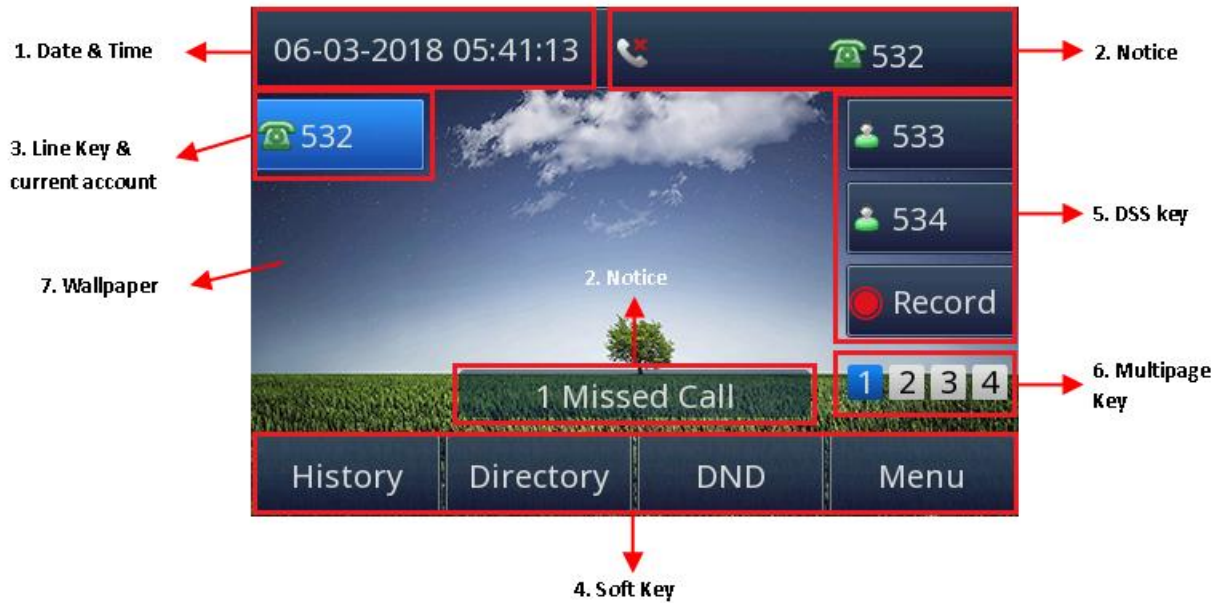 1. Date & Time
06-03-2018 05:41:13
532
2. Notice
3. Line Key &
current account
532
533
534
Record
5. DSS key
7. Wallpaper
2. Notice
1 Missed Call
1 2 3 4
6. Multipage
Key
History Directory DND Menu
4. Soft Key